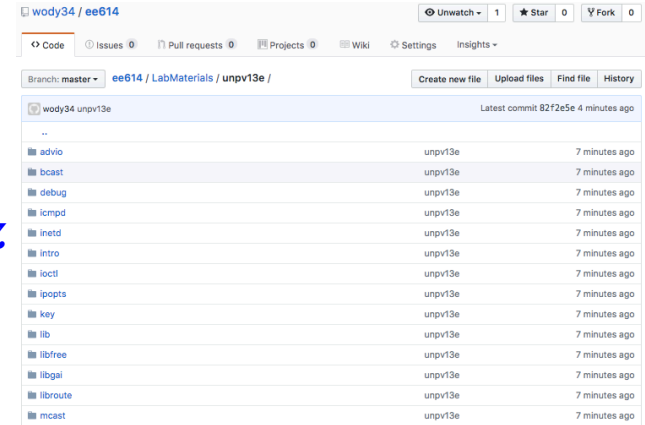 wody34 / ee614
Unwatch 1 Star 0 Fork 0
Code Issues 0 Pull requests 0 Projects 0 Wiki Settings Insights
Branch: master ee614 / LabMaterials / unpv13e / Create new file Upload files Find file History
wody34 unpv13e Latest commit 82f2e5e 4 minutes ago
..
advio unpv13e 7 minutes ago
bcast unpv13e 7 minutes ago
debug unpv13e 7 minutes ago
icmpd unpv13e 7 minutes ago
inetd unpv13e 7 minutes ago
intro unpv13e 7 minutes ago
ioctl unpv13e 7 minutes ago
ipopts unpv13e 7 minutes ago
key unpv13e 7 minutes ago
lib unpv13e 7 minutes ago
libfree unpv13e 7 minutes ago
libgai unpv13e 7 minutes ago
libroute unpv13e 7 minutes ago
mcast unpv13e 7 minutes ago